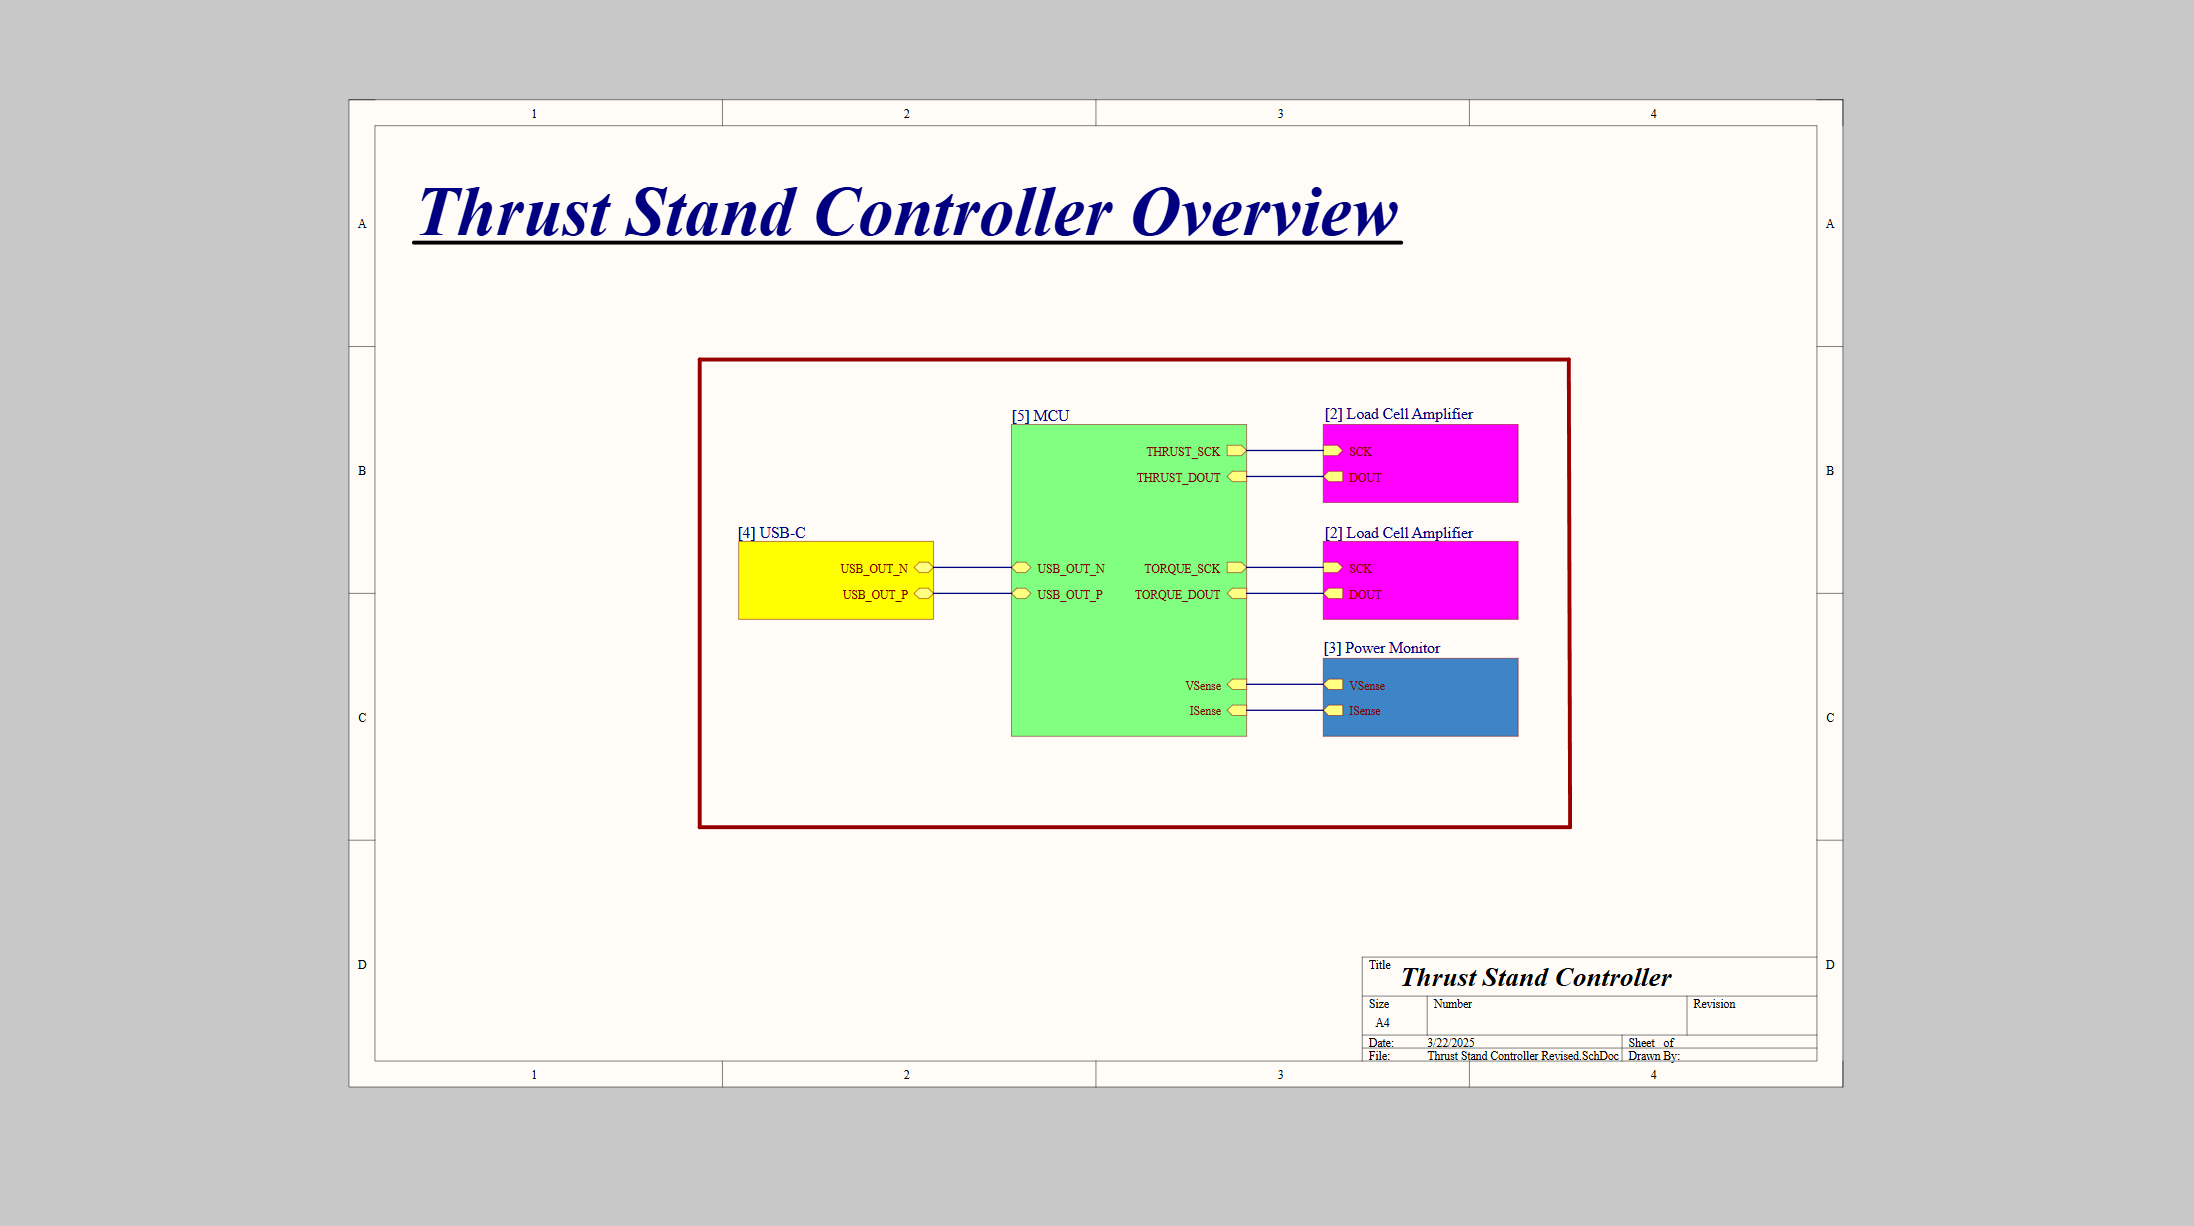 1 2 3 4
Thrust Stand Controller Overview
A A
[5] MCU
[2] Load Cell Amplifier
THRUST_SCK
SCK
THRUST_DOUT
DOUT
B B
[4] USB-C
[2] Load Cell Amplifier
USB_OUT_N
USB_OUT_N
TORQUE_SCK
SCK
USB_OUT_P
USB_OUT_P
TORQUE_DOUT
DOUT
[3] Power Monitor
VSense
VSense
ISense
ISense
C C
D D
Title Thrust Stand Controller
Size Number Revision
A4
Date: 3/22/2025 Sheet of
File: Thrust Stand Controller Revised.SchDoc Drawn By:
1 2 3 4